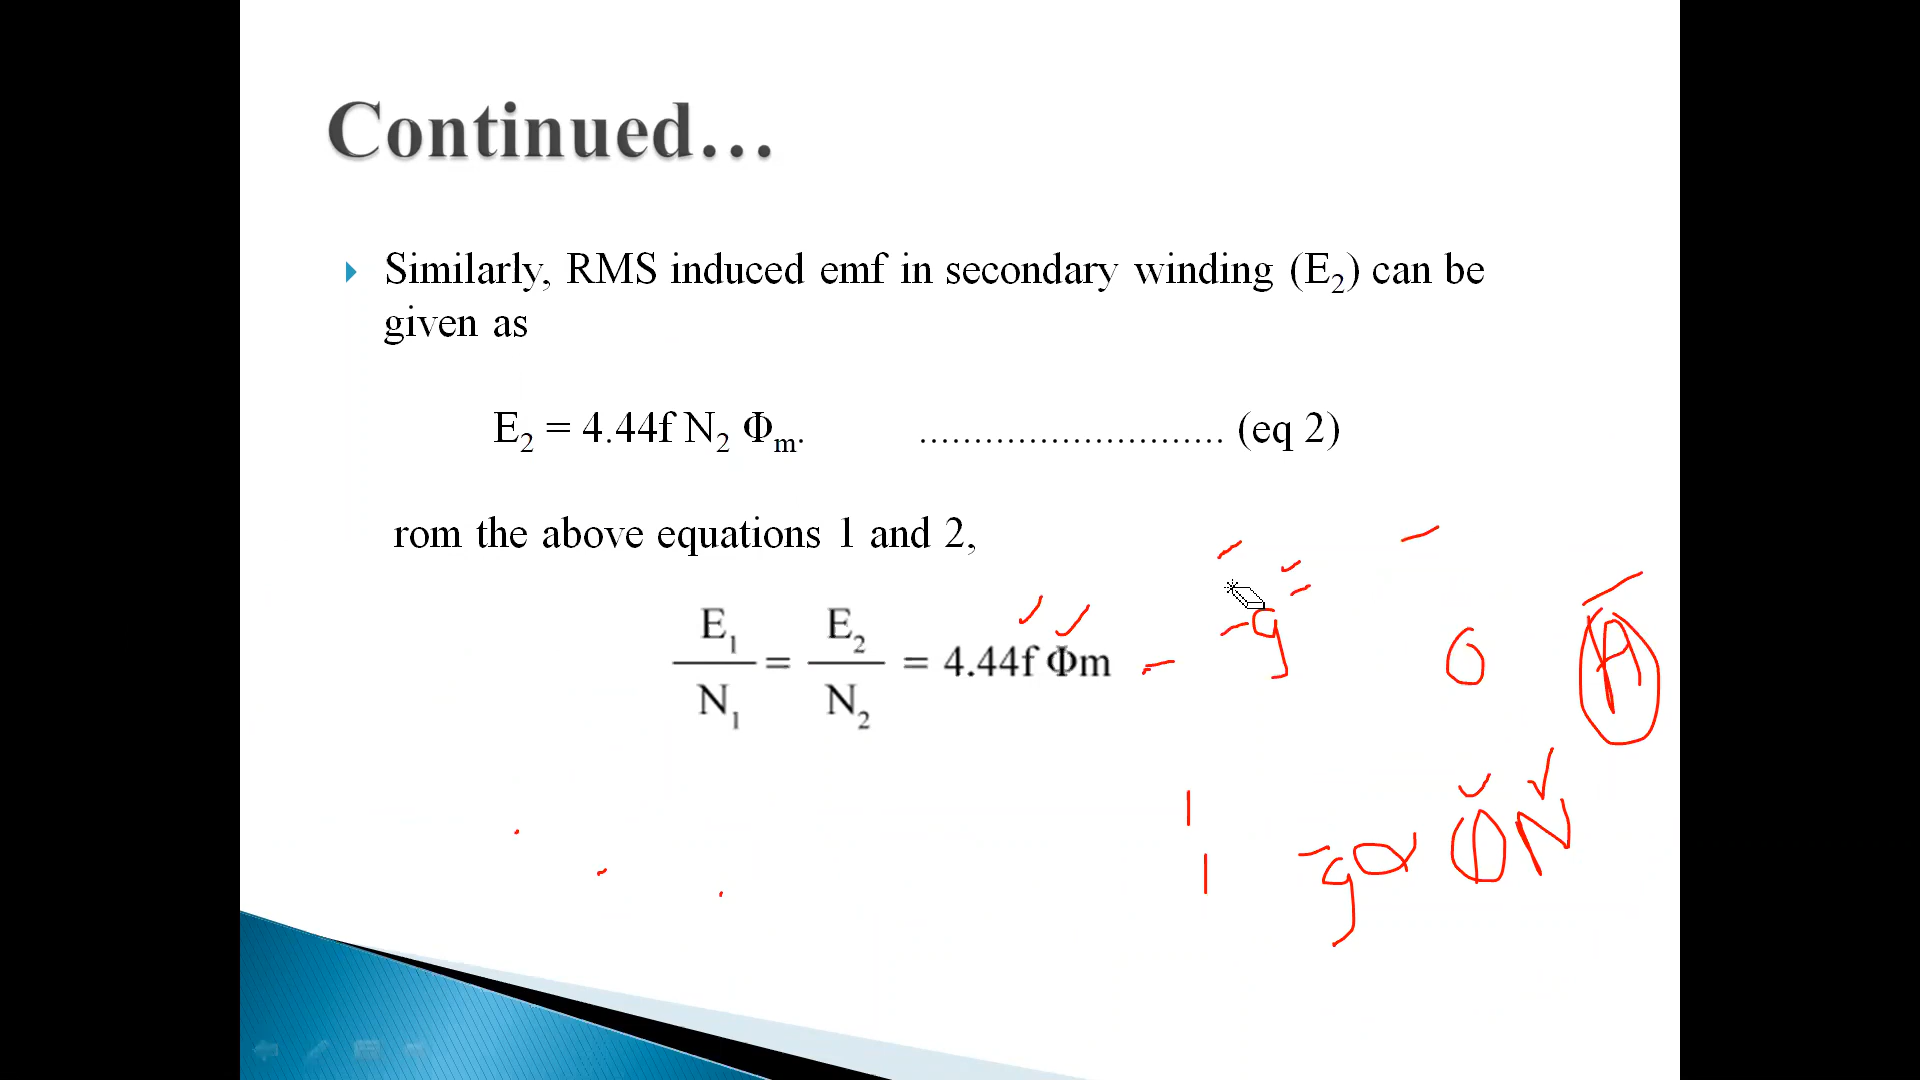 Continued…
Similarly, RMS induced emf in secondary winding (E₂) can be
given as
E₂ = 4.44f N₂ Φₘ. ............................ (eq 2)
rom the above equations 1 and 2,
E₁/N₁ = E₂/N₂ = 4.44f Φm